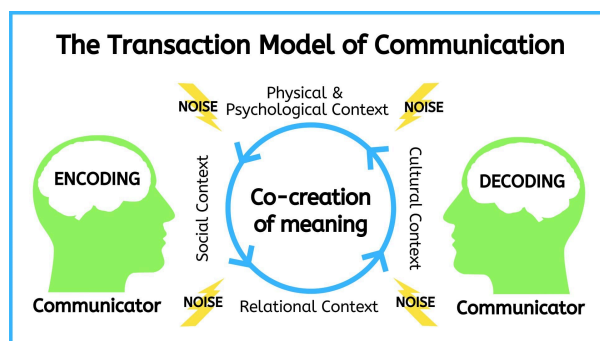 The Transaction Model of Communication
NOISE
Physical &
Psychological Context
NOISE
ENCODING
Social Context
Co-creation
of meaning
Cultural Context
DECODING
Communicator
NOISE
Relational Context
NOISE
Communicator